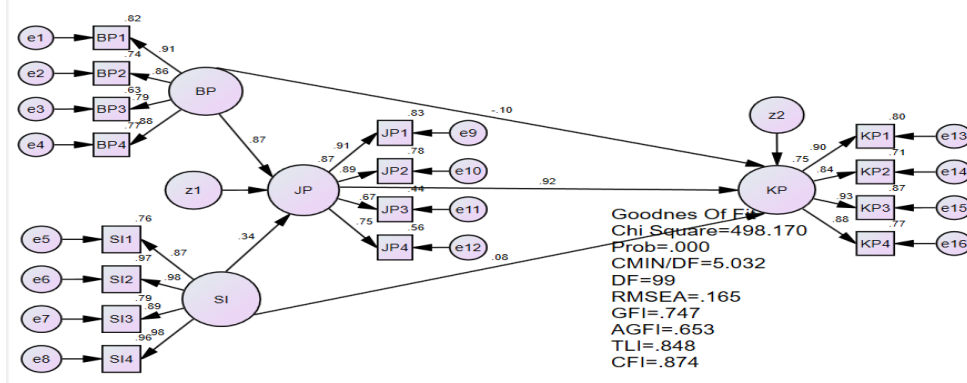 .82
e1 BP1
.91
.74
e2 BP2
.86
.63
BP
e3 BP3
.79
.77
.88
e4 BP4
-.10
.87
.83
.91
JP1 e9
.87
.78
.89
JP2 e10
z1
JP
.92
.44
.67
JP3 e11
.75
.56
JP4 e12
z2
.80
.90
KP1 e13
.75
.71
.84
KP2 e14
KP
.87
.93
KP3 e15
.88
.77
KP4 e16
.76
e5 SI1
.87
.34
.97
e6 SI2
.98
.79
SI
e7 SI3
.89
.96
.98
e8 SI4
.08
Goodnes Of Fit
Chi Square=498.170
Prob=.000
CMIN/DF=5.032
DF=99
RMSEA=.165
GFI=.747
AGFI=.653
TLI=.848
CFI=.874